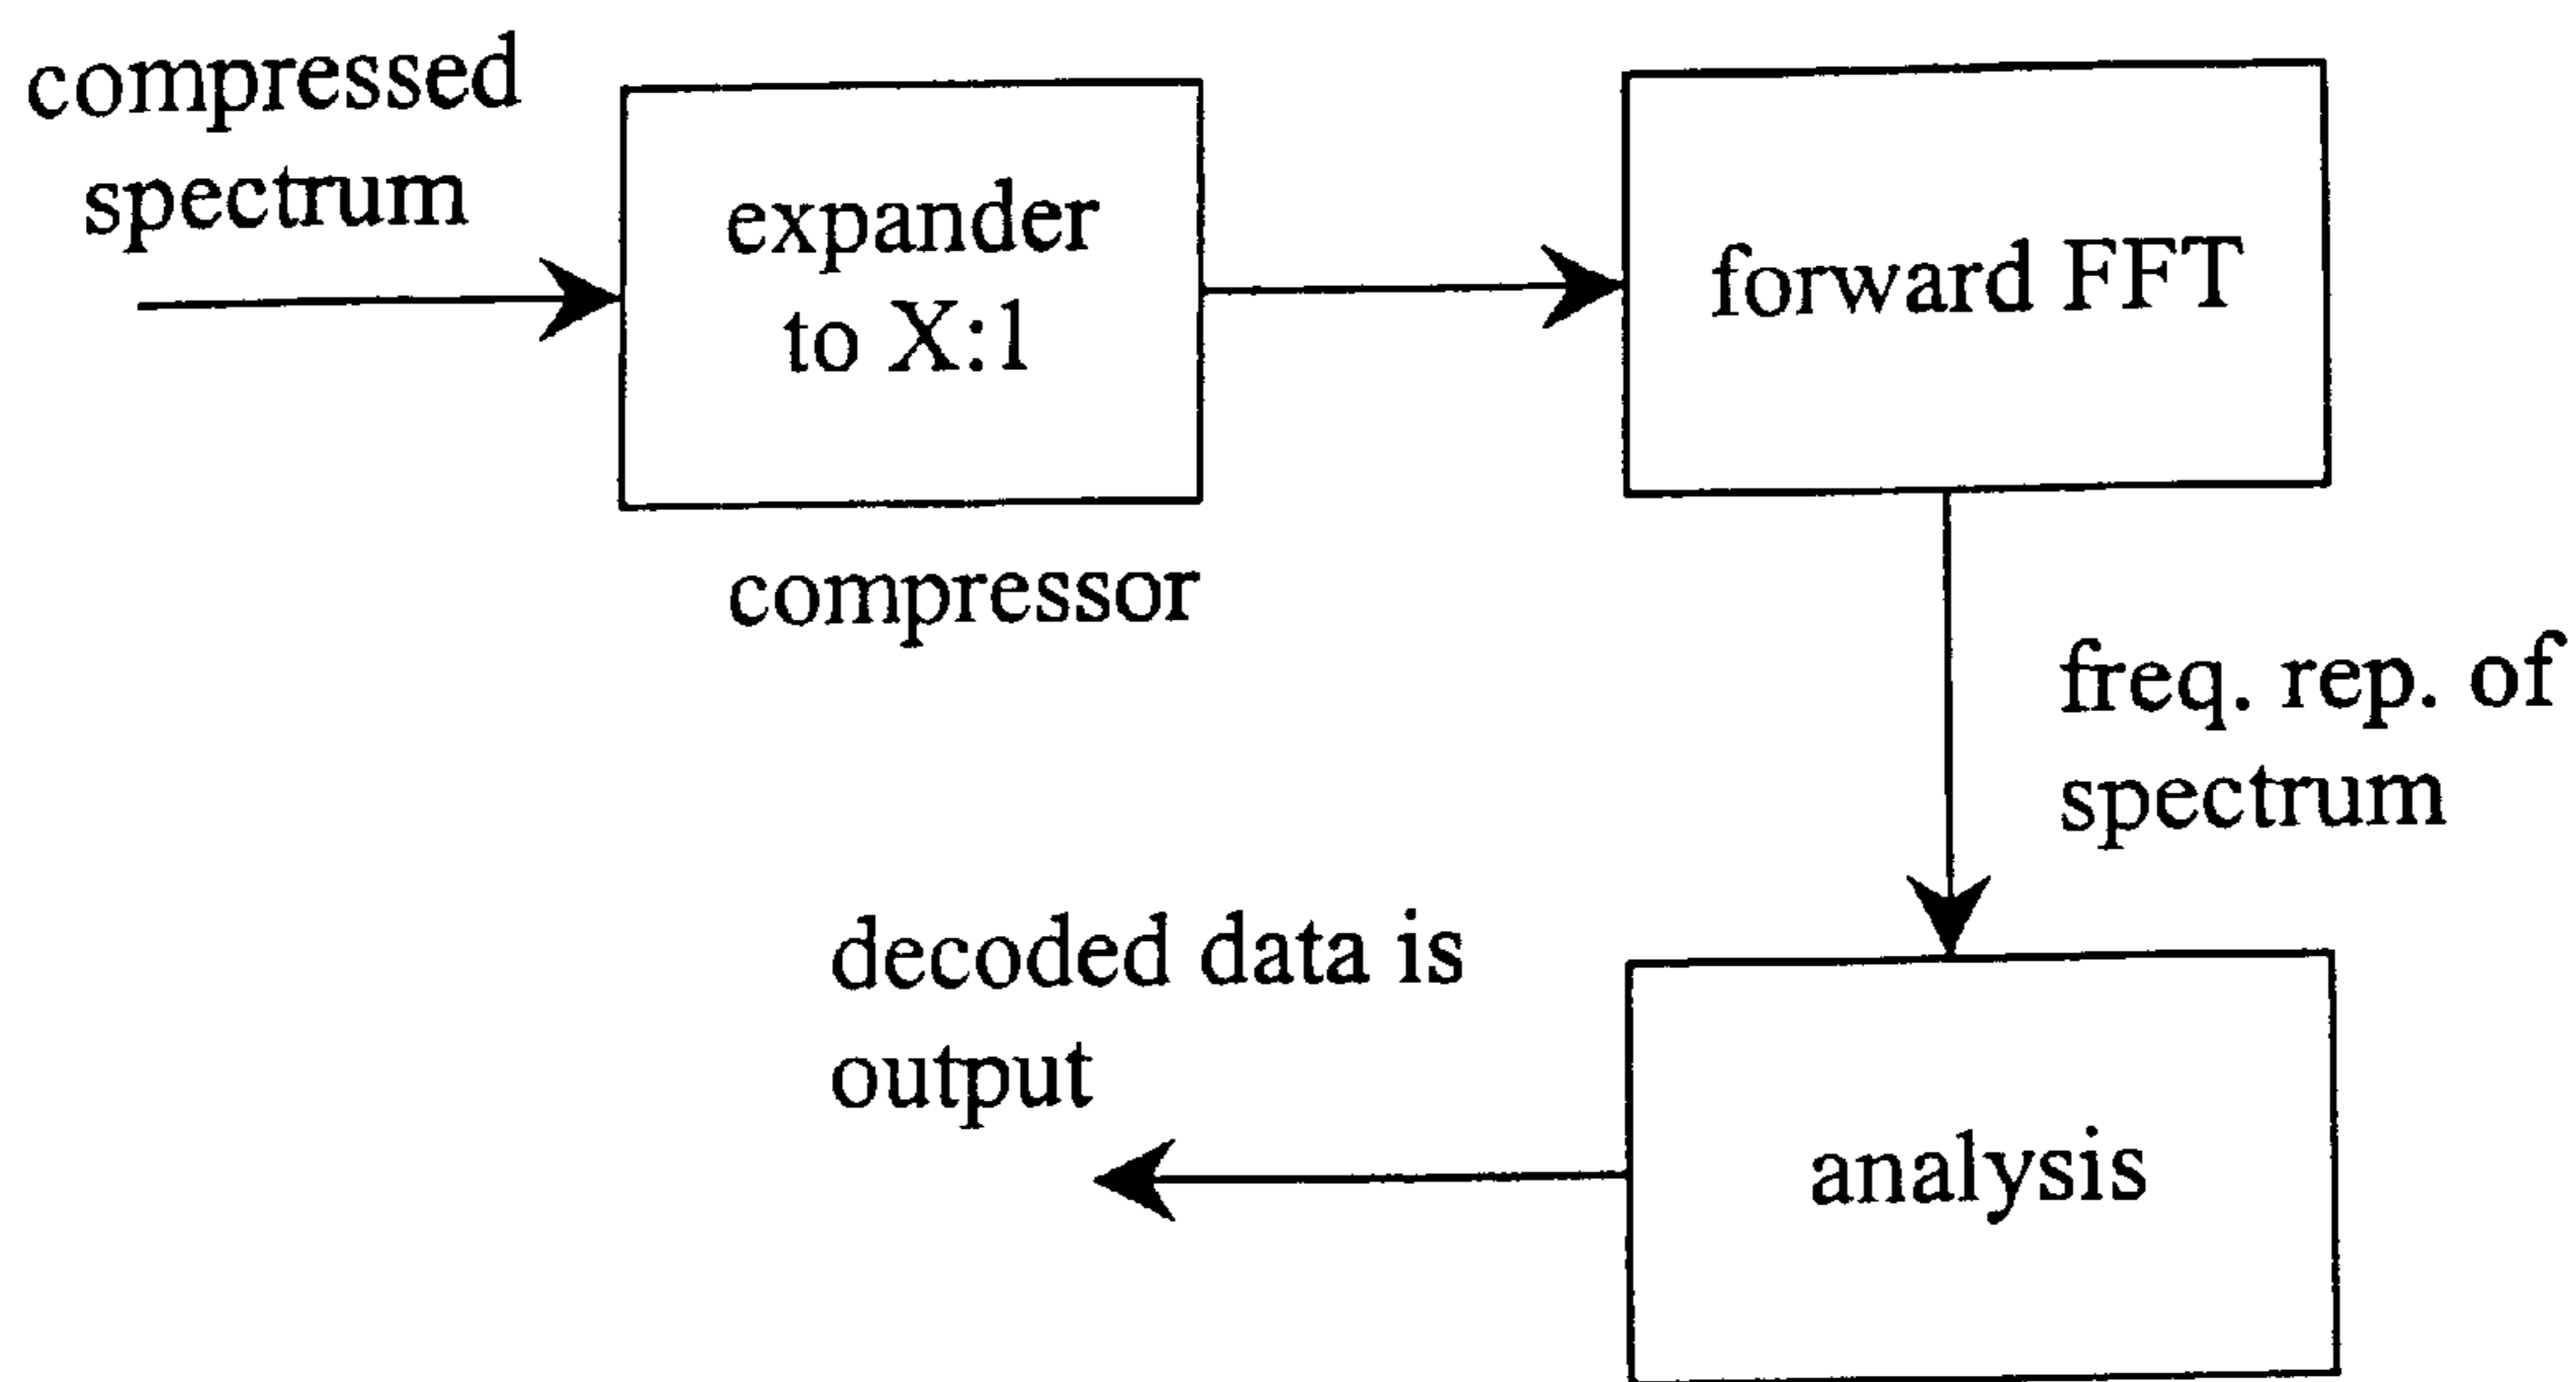 compressed
spectrum
expander
to X:1
compressor
forward FFT
freq. rep. of
spectrum
decoded data is
output
analysis